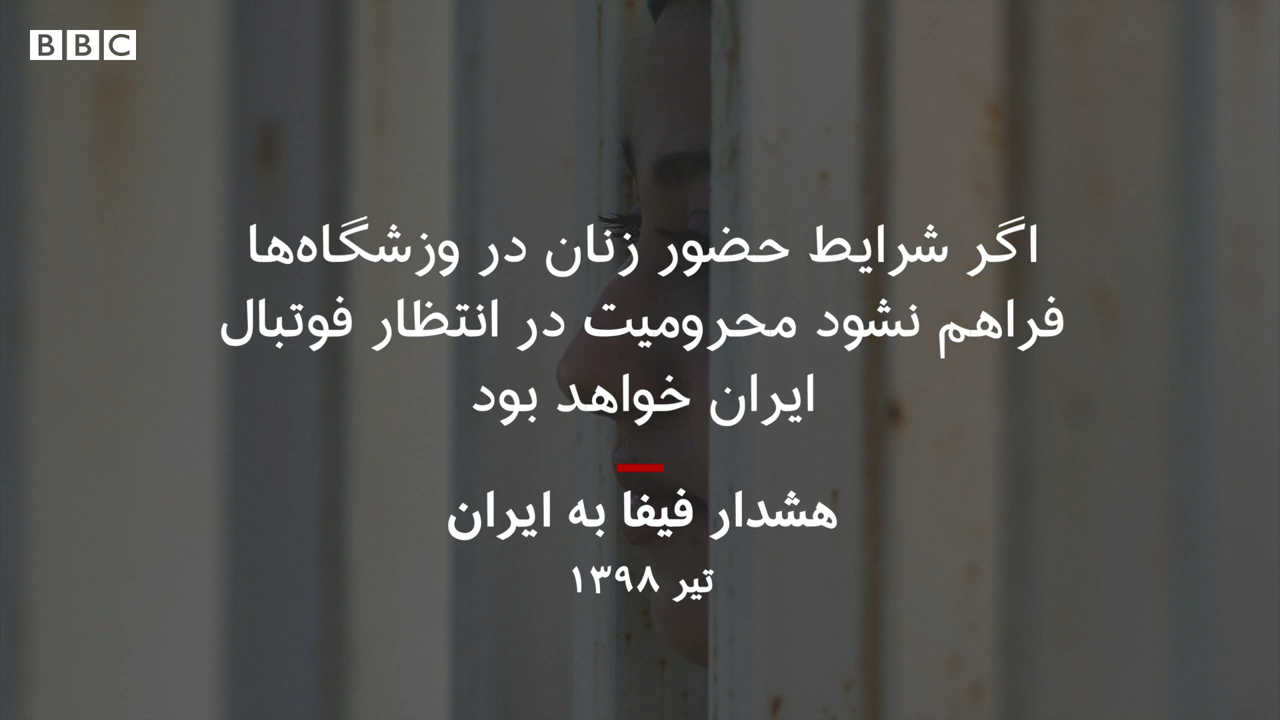 BBC
اگر شرایط حضور زنان در وزشگاه‌ها
فراهم نشود محرومیت در انتظار فوتبال
ایران خواهد بود
هشدار فیفا به ایران
تیر ۱۳۹۸